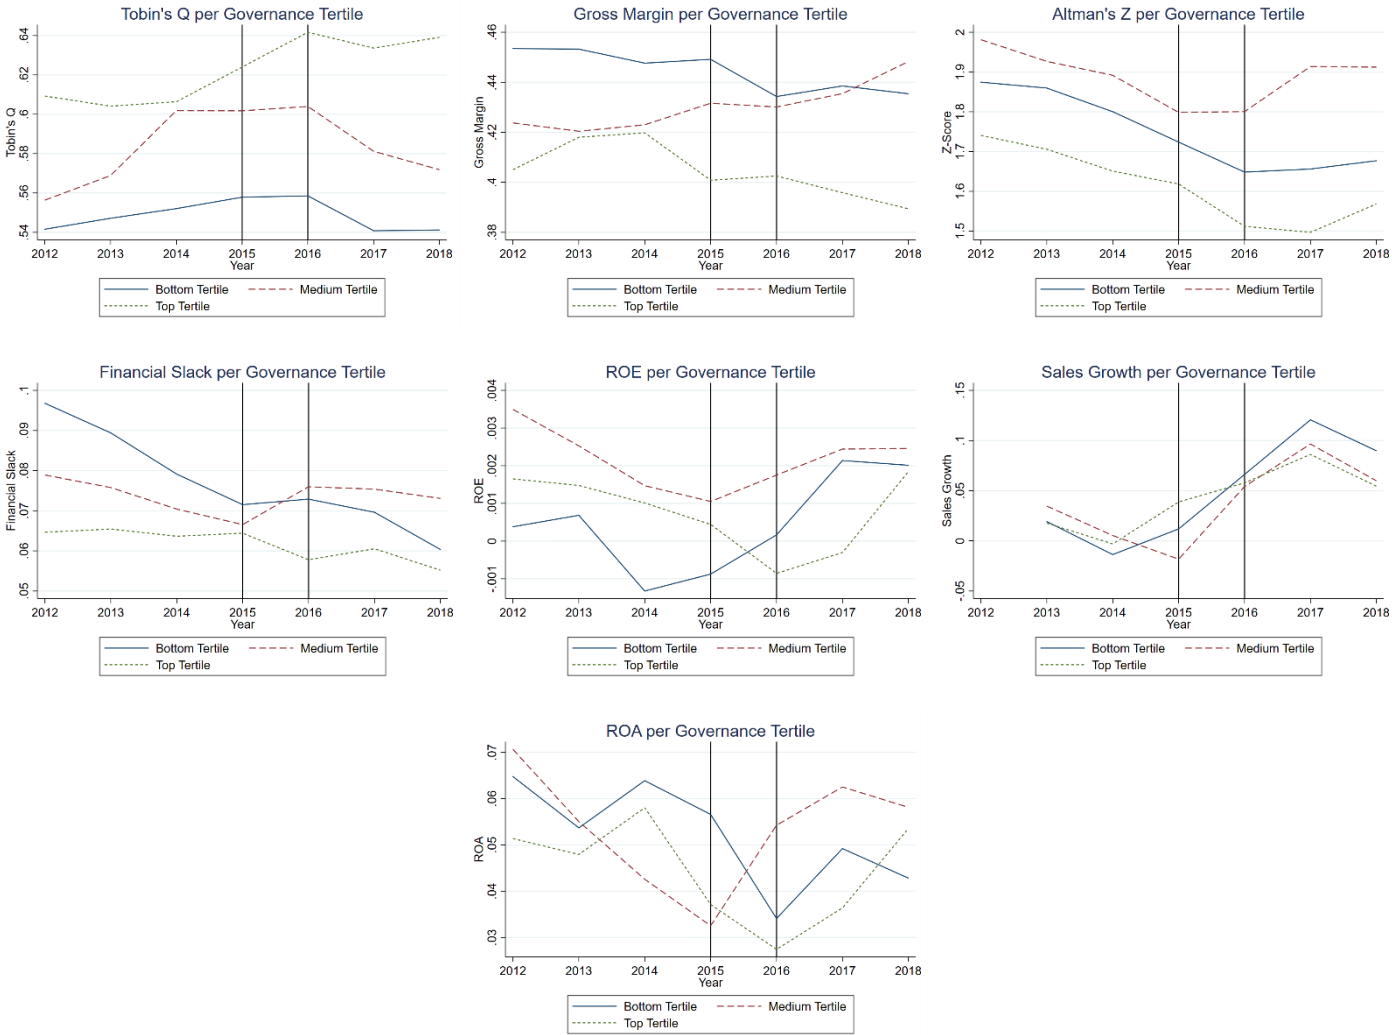 Tobin's Q per Governance Tertile
Tobin's Q
.64
.62
.6
.58
.56
.54
2012 2013 2014 2015 2016 2017 2018
Year
Bottom Tertile Medium Tertile
Top Tertile
Gross Margin per Governance Tertile
Gross Margin
.46
.44
.42
.4
.38
2012 2013 2014 2015 2016 2017 2018
Year
Bottom Tertile Medium Tertile
Top Tertile
Altman's Z per Governance Tertile
Z-Score
2
1.9
1.8
1.7
1.6
1.5
2012 2013 2014 2015 2016 2017 2018
Year
Bottom Tertile Medium Tertile
Top Tertile
Financial Slack per Governance Tertile
Financial Slack
.1
.09
.08
.07
.06
.05
2012 2013 2014 2015 2016 2017 2018
Year
Bottom Tertile Medium Tertile
Top Tertile
ROE per Governance Tertile
ROE
.004
.003
.002
.001
0
-.001
2012 2013 2014 2015 2016 2017 2018
Year
Bottom Tertile Medium Tertile
Top Tertile
Sales Growth per Governance Tertile
Sales Growth
.15
.1
.05
0
-.05
2012 2013 2014 2015 2016 2017 2018
Year
Bottom Tertile Medium Tertile
Top Tertile
ROA per Governance Tertile
ROA
.07
.06
.05
.04
.03
2012 2013 2014 2015 2016 2017 2018
Year
Bottom Tertile Medium Tertile
Top Tertile